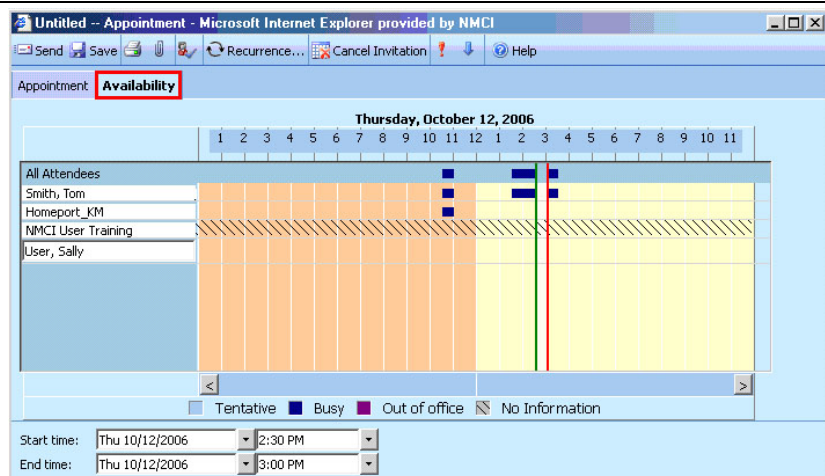 Untitled -- Appointment - Microsoft Internet Explorer provided by NMCI
Send Save Recurrence... Cancel Invitation Help
Appointment Availability
Thursday, October 12, 2006
1 2 3 4 5 6 7 8 9 10 11 12 1 2 3 4 5 6 7 8 9 10 11
All Attendees
Smith, Tom
Homeport_KM
NMCI User Training
User, Sally
< >
Tentative Busy Out of office No Information
Start time: Thu 10/12/2006 2:30 PM
End time: Thu 10/12/2006 3:00 PM